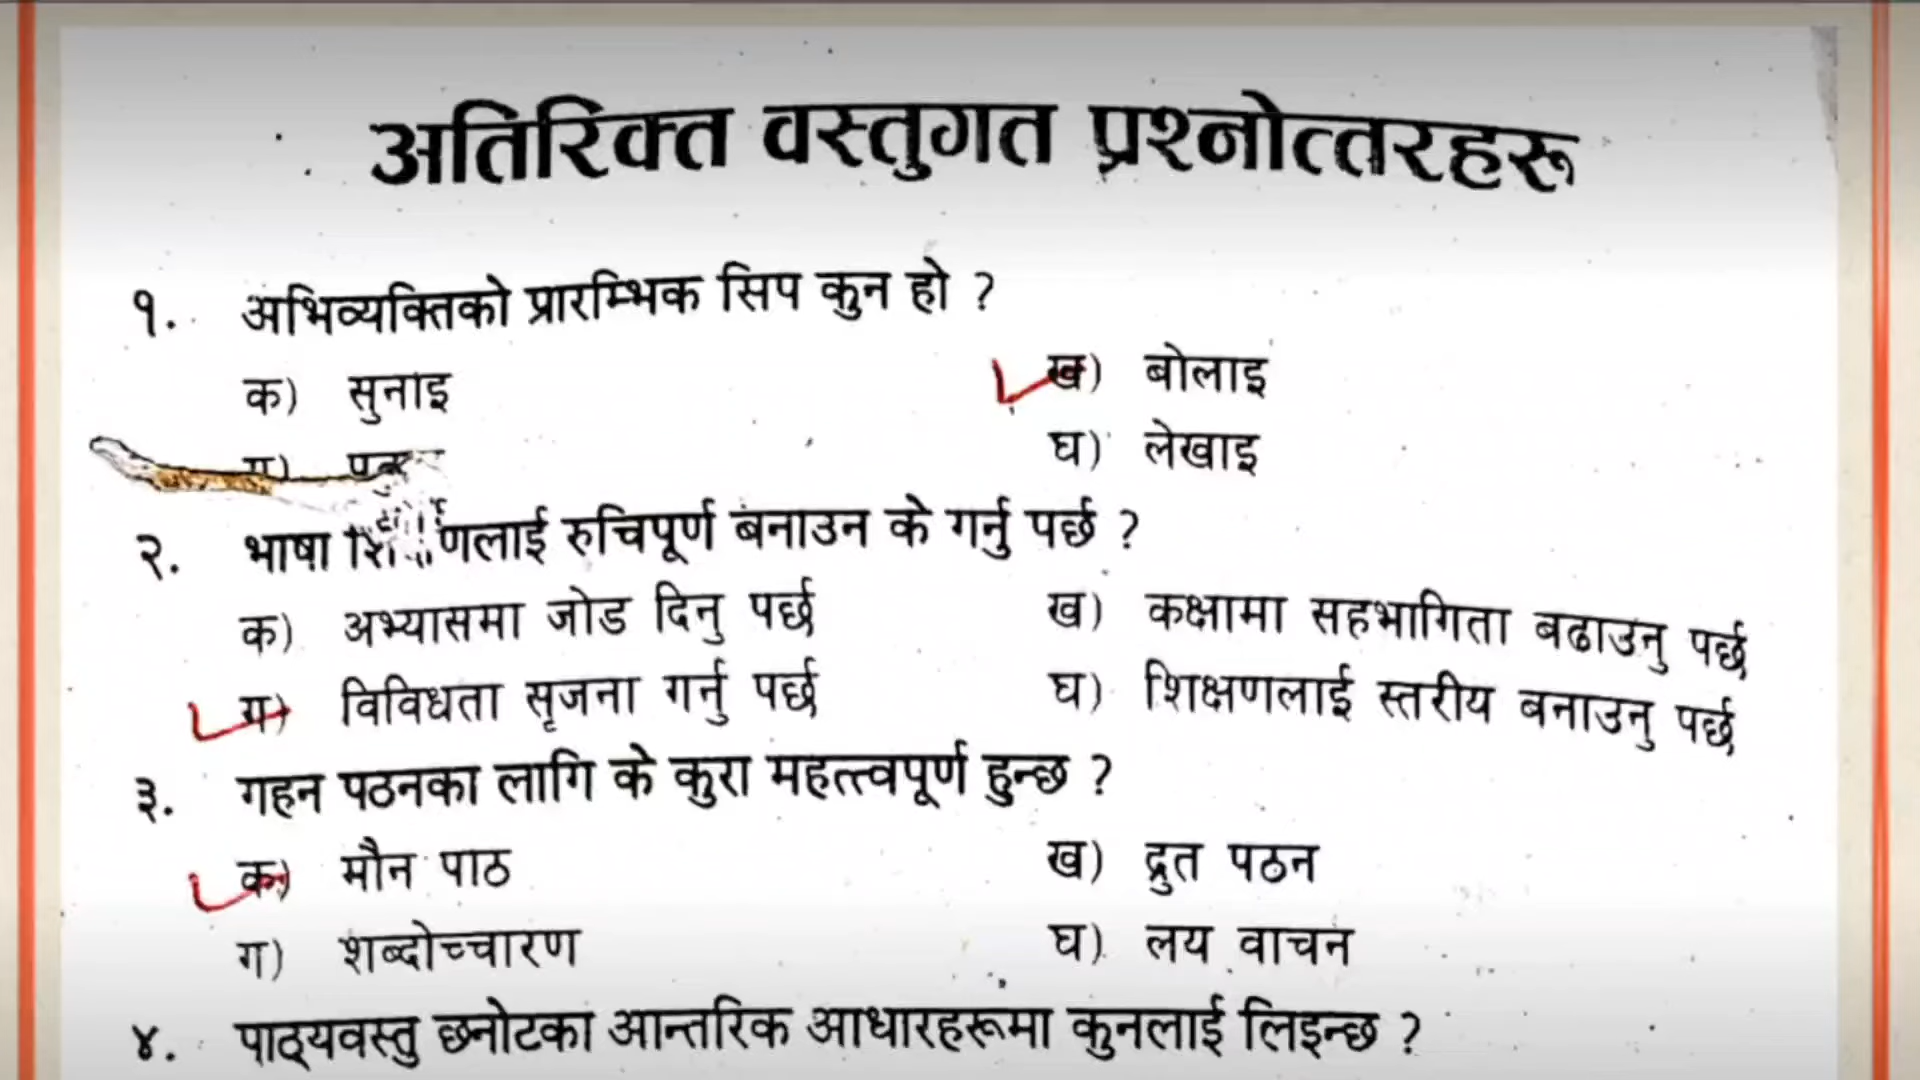 अतिरिक्त वस्तुगत प्रश्नोत्तरहरू
१. अभिव्यक्तिको प्रारम्भिक सिप कुन हो ?
क) सुनाइ ख) बोलाइ
घ) लेखाइ
२. भाषा रुचिपूर्ण बनाउन के गर्नु पर्छ ?
क) अभ्यासमा जोड दिनु पर्छ ख) कक्षामा सहभागिता बढाउनु पर्छ
ग) विविधता सृजना गर्नु पर्छ घ) शिक्षणलाई स्तरीय बनाउनु पर्छ
३. गहन पठनका लागि के कुरा महत्त्वपूर्ण हुन्छ ?
क) मौन पाठ ख) द्रुत पठन
ग) शब्दोच्चारण घ) लय वाचन
४. पाठ्यवस्तु छनोटका आन्तरिक आधारहरूमा कुनलाई लिइन्छ ?